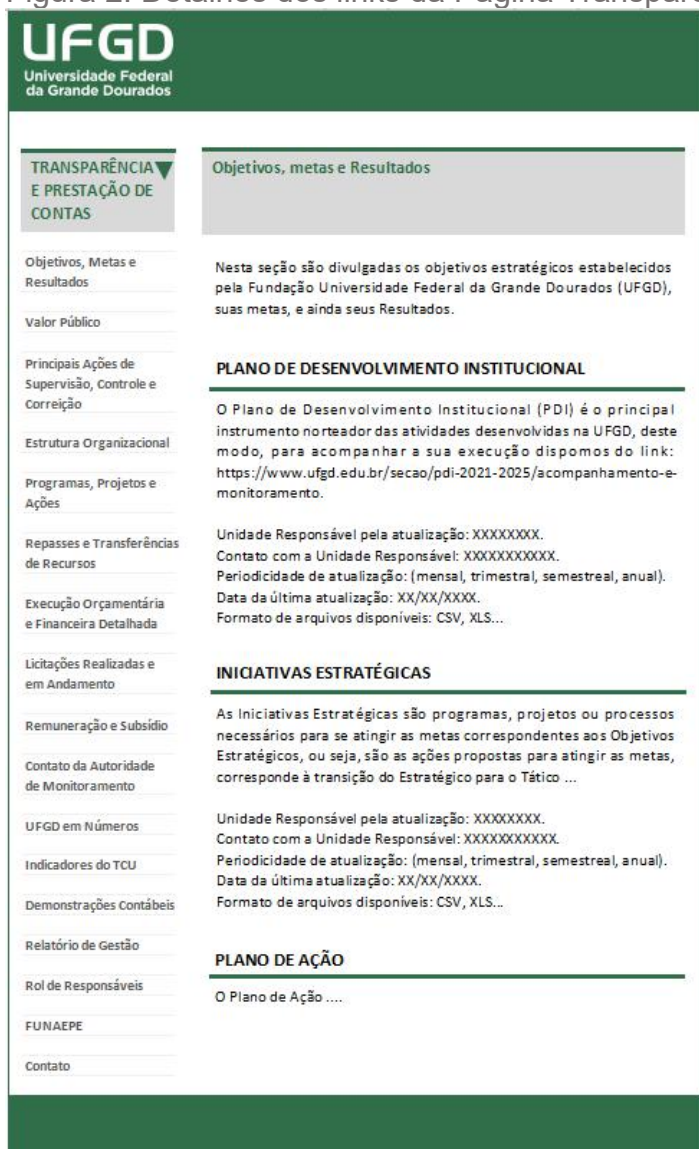 Figura 2. Detalhes dos links da Página Transpar
UFGD
Universidade Federal
da Grande Dourados
TRANSPARÊNCIA
E PRESTAÇÃO DE
CONTAS
Objetivos, Metas e
Resultados
Valor Público
Principais Ações de
Supervisão, Controle e
Correição
Estrutura Organizacional
Programas, Projetos e
Ações
Repasses e Transferências
de Recursos
Execução Orçamentária
e Financeira Detalhada
Licitações Realizadas e
em Andamento
Remuneração e Subsídio
Contato da Autoridade
de Monitoramento
UFGD em Números
Indicadores do TCU
Demonstrações Contábeis
Relatório de Gestão
Rol de Responsáveis
FUNAEPE
Contato
Objetivos, metas e Resultados
Nesta seção são divulgadas os objetivos estratégicos estabelecidos
pela Fundação Universidade Federal da Grande Dourados (UFGD),
suas metas, e ainda seus Resultados.
PLANO DE DESENVOLVIMENTO INSTITUCIONAL
O Plano de Desenvolvimento Institucional (PDI) é o principal
instrumento norteador das atividades desenvolvidas na UFGD, deste
modo, para acompanhar a sua execução dispomos do link:
https://www.ufgd.edu.br/secao/pdi-2021-2025/acompanhamento-e-
monitoramento.
Unidade Responsável pela atualização: XXXXXXXX.
Contato com a Unidade Responsável: XXXXXXXXXXX.
Periodicidade de atualização: (mensal, trimestral, semestreal, anual).
Data da última atualização: XX/XX/XXXX.
Formato de arquivos disponíveis: CSV, XLS...
INICIATIVAS ESTRATÉGICAS
As Iniciativas Estratégicas são programas, projetos ou processos
necessários para se atingir as metas correspondentes aos Objetivos
Estratégicos, ou seja, são as ações propostas para atingir as metas,
corresponde à transição do Estratégico para o Tático ...
Unidade Responsável pela atualização: XXXXXXXX.
Contato com a Unidade Responsável: XXXXXXXXXXX.
Periodicidade de atualização: (mensal, trimestral, semestreal, anual).
Data da última atualização: XX/XX/XXXX.
Formato de arquivos disponíveis: CSV, XLS...
PLANO DE AÇÃO
O Plano de Ação ....